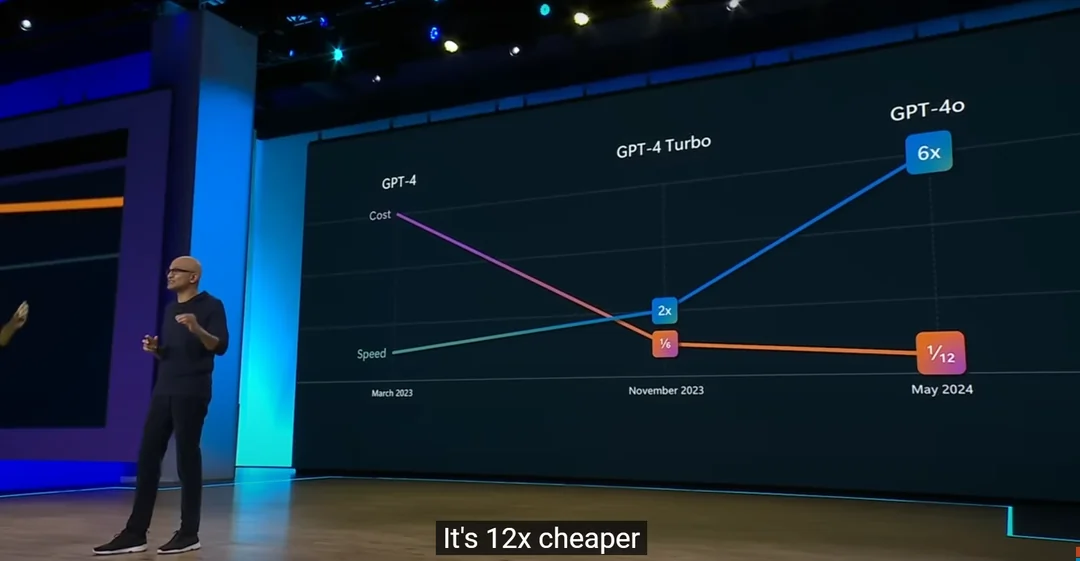 GPT-4
GPT-4 Turbo
GPT-4o
Cost
Speed
2x
1/6
6x
1/12
March 2023
November 2023
May 2024
It's 12x cheaper